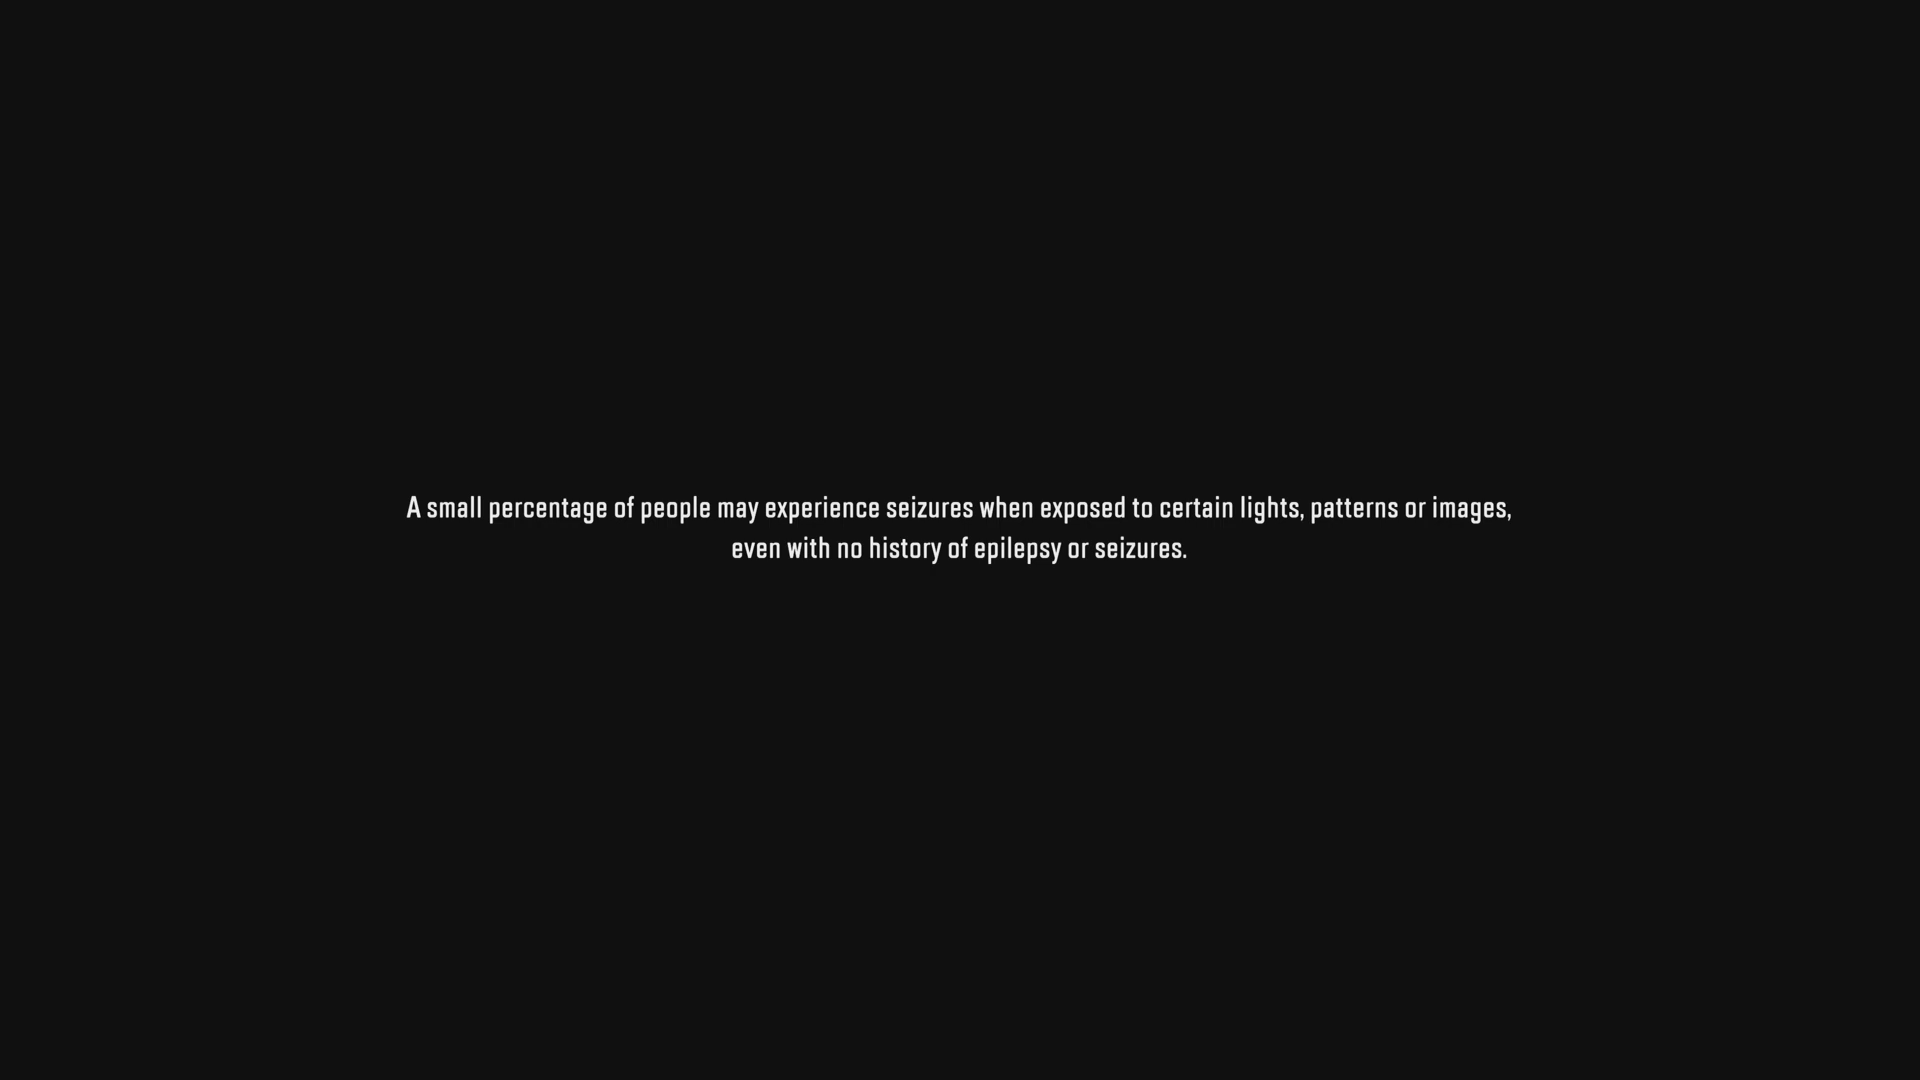 A small percentage of people may experience seizures when exposed to certain lights, patterns or images,
even with no history of epilepsy or seizures.